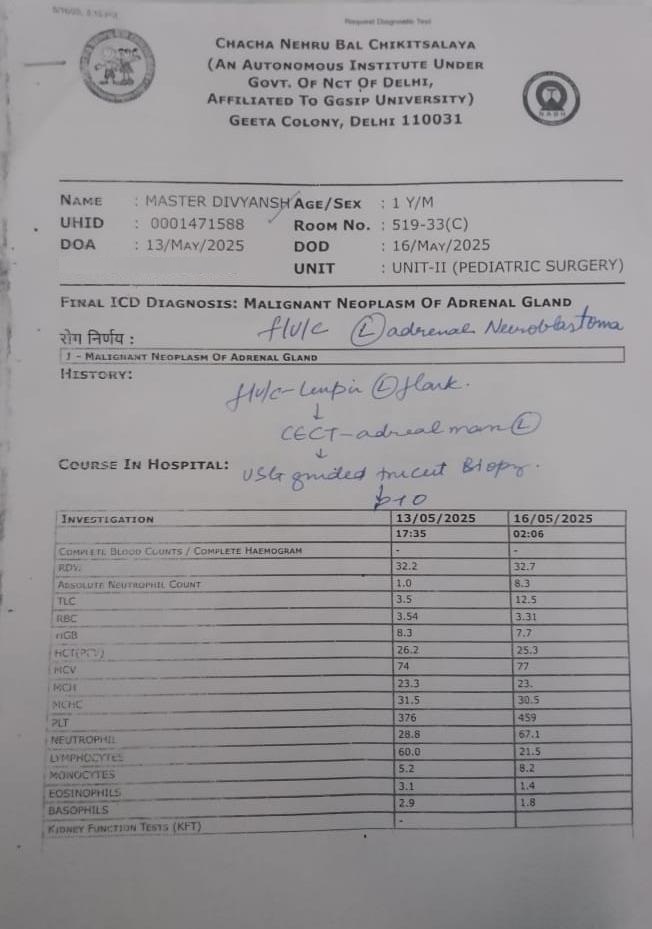 Request Diagnostic Test
CHACHA NEHRU BAL CHIKITSALAYA
(AN AUTONOMOUS INSTITUTE UNDER
GOVT. OF NCT OF DELHI,
AFFILIATED TO GGSIP UNIVERSITY)
GEETA COLONY, DELHI 110031
NABH
NAME : MASTER DIVYANSH AGE/SEX : 1 Y/M
UHID : 0001471588 ROOM NO. : 519-33(C)
DOA : 13/MAY/2025 DOD : 16/MAY/2025
UNIT : UNIT-II (PEDIATRIC SURGERY)
FINAL ICD DIAGNOSIS: MALIGNANT NEOPLASM OF ADRENAL GLAND
रोग निर्णय : f/u/c (L) adrenal Neuroblastoma
1 - MALIGNANT NEOPLASM OF ADRENAL GLAND
HISTORY:
f/u/c - (L) flank.
↓
CECT - adreal (L)
↓
COURSE IN HOSPITAL: USG guided trucut Biopsy.
INVESTIGATION 13/05/2025 16/05/2025
17:35 02:06
COMPLETE BLOOD COUNTS / COMPLETE HAEMOGRAM - -
RDW 32.2 32.7
ABSOLUTE NEUTROPHIL COUNT 1.0 8.3
TLC 3.5 12.5
RBC 3.54 3.31
HGB 8.3 7.7
HCT(PCV) 26.2 25.3
MCV 74 77
MCH 23.3 23.
MCHC 31.5 30.5
PLT 376 459
NEUTROPHIL 28.8 67.1
LYMPHOCYTES 60.0 21.5
MONOCYTES 5.2 8.2
EOSINOPHILS 3.1 1.4
BASOPHILS 2.9 1.8
KIDNEY FUNCTION TESTS (KFT) -